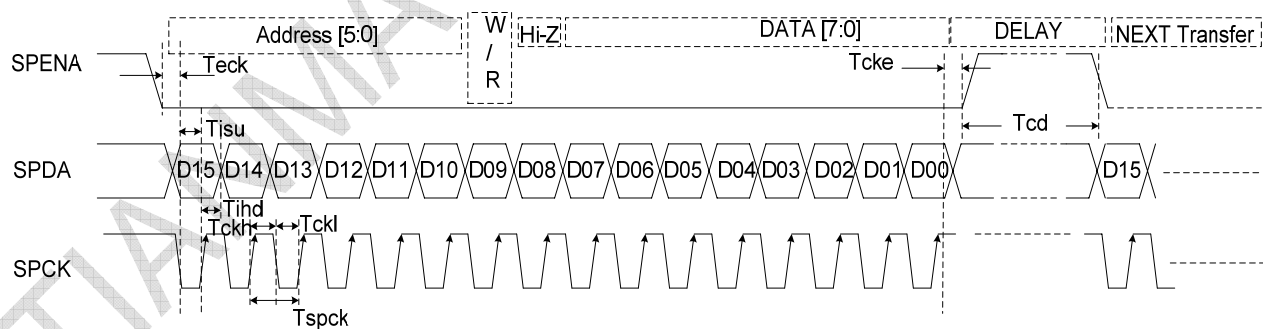 Address [5:0]
W
/
R
Hi-Z
DATA [7:0]
DELAY
NEXT Transfer
SPENA
Teck
Tcke
Tisu
Tcd
SPDA
D15 D14 D13 D12 D11 D10 D09 D08 D07 D06 D05 D04 D03 D02 D01 D00 D15
Tihd
Tckh Tckl
SPCK
Tspck
TIANMA